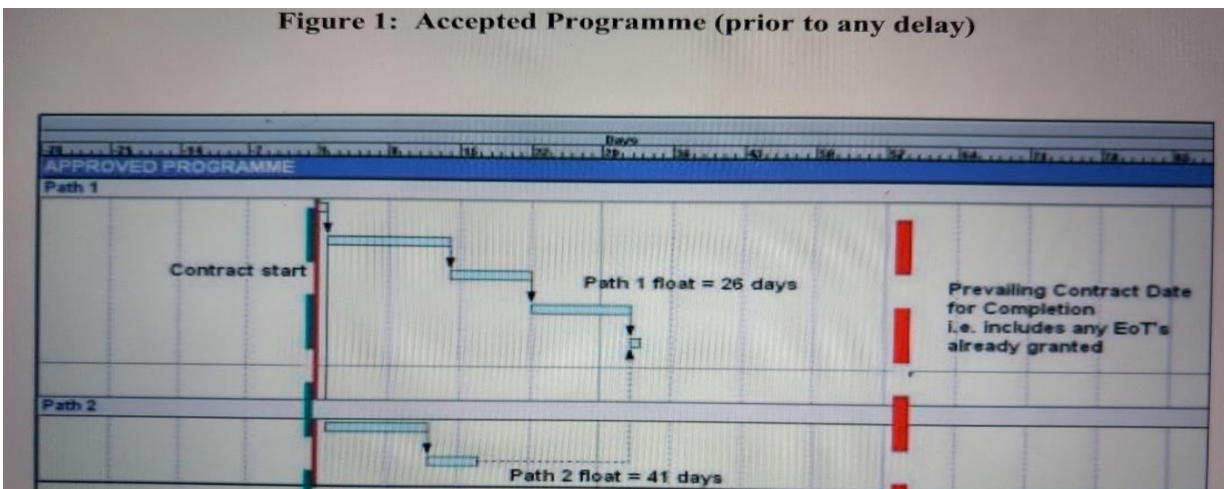 Figure 1: Accepted Programme (prior to any delay)
Days
APPROVED PROGRAMME
Path 1
Contract start
Path 1 float = 26 days
Prevailing Contract Date
for Completion
i.e. includes any EoT's
already granted
Path 2
Path 2 float = 41 days